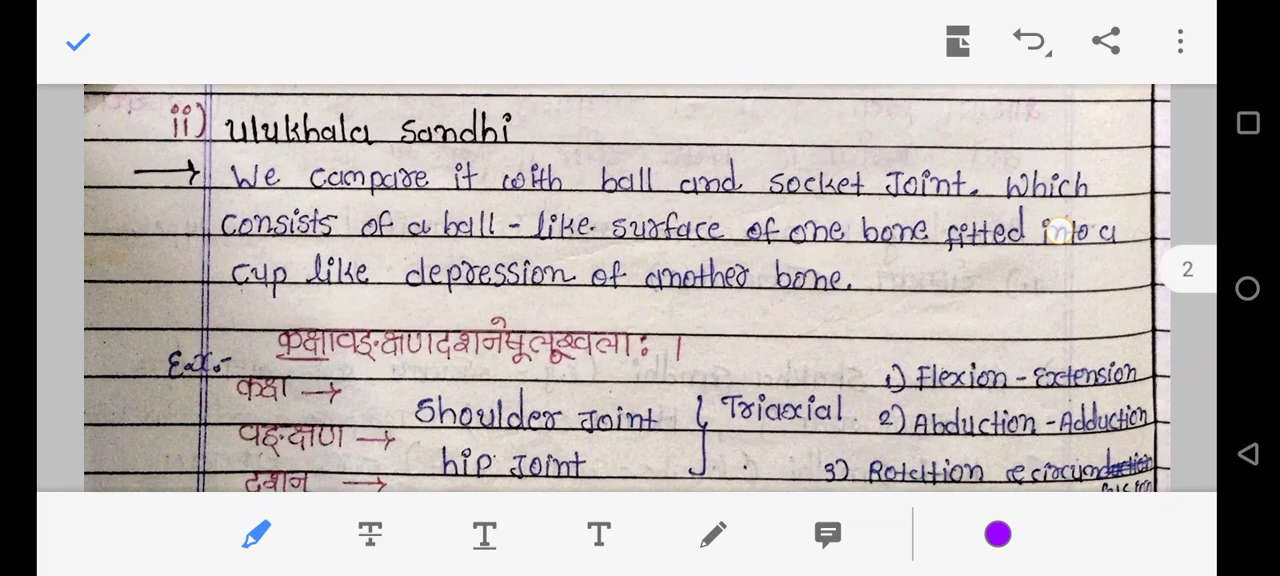 ii) Ulukhala Sandhi
→ We compare it with ball and socket Joint. Which
consists of a ball - like surface of one bone fitted into a
cup like depression of another bone.
Ex:- कक्षावङ्क्षणदशनेषूलूखलाः ।
कक्षा → Shoulder Joint
वङ्क्षण → hip Joint
दशन →
Triaxial
1) Flexion - Extension
2) Abduction - Adduction
3) Rotation
2
T
T
T